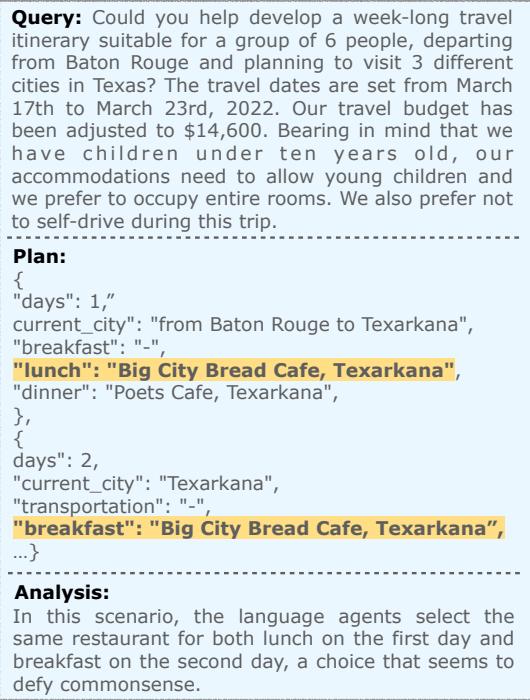 Query: Could you help develop a week-long travel
itinerary suitable for a group of 6 people, departing
from Baton Rouge and planning to visit 3 different
cities in Texas? The travel dates are set from March
17th to March 23rd, 2022. Our travel budget has
been adjusted to $14,600. Bearing in mind that we
have children under ten years old, our
accommodations need to allow young children and
we prefer to occupy entire rooms. We also prefer not
to self-drive during this trip.
Plan:
{
"days": 1,”
current_city": "from Baton Rouge to Texarkana",
"breakfast": "-",
"lunch": "Big City Bread Cafe, Texarkana",
"dinner": "Poets Cafe, Texarkana",
},
{
days": 2,
"current_city": "Texarkana",
"transportation": "-",
"breakfast": "Big City Bread Cafe, Texarkana”,
...}
Analysis:
In this scenario, the language agents select the
same restaurant for both lunch on the first day and
breakfast on the second day, a choice that seems to
defy commonsense.